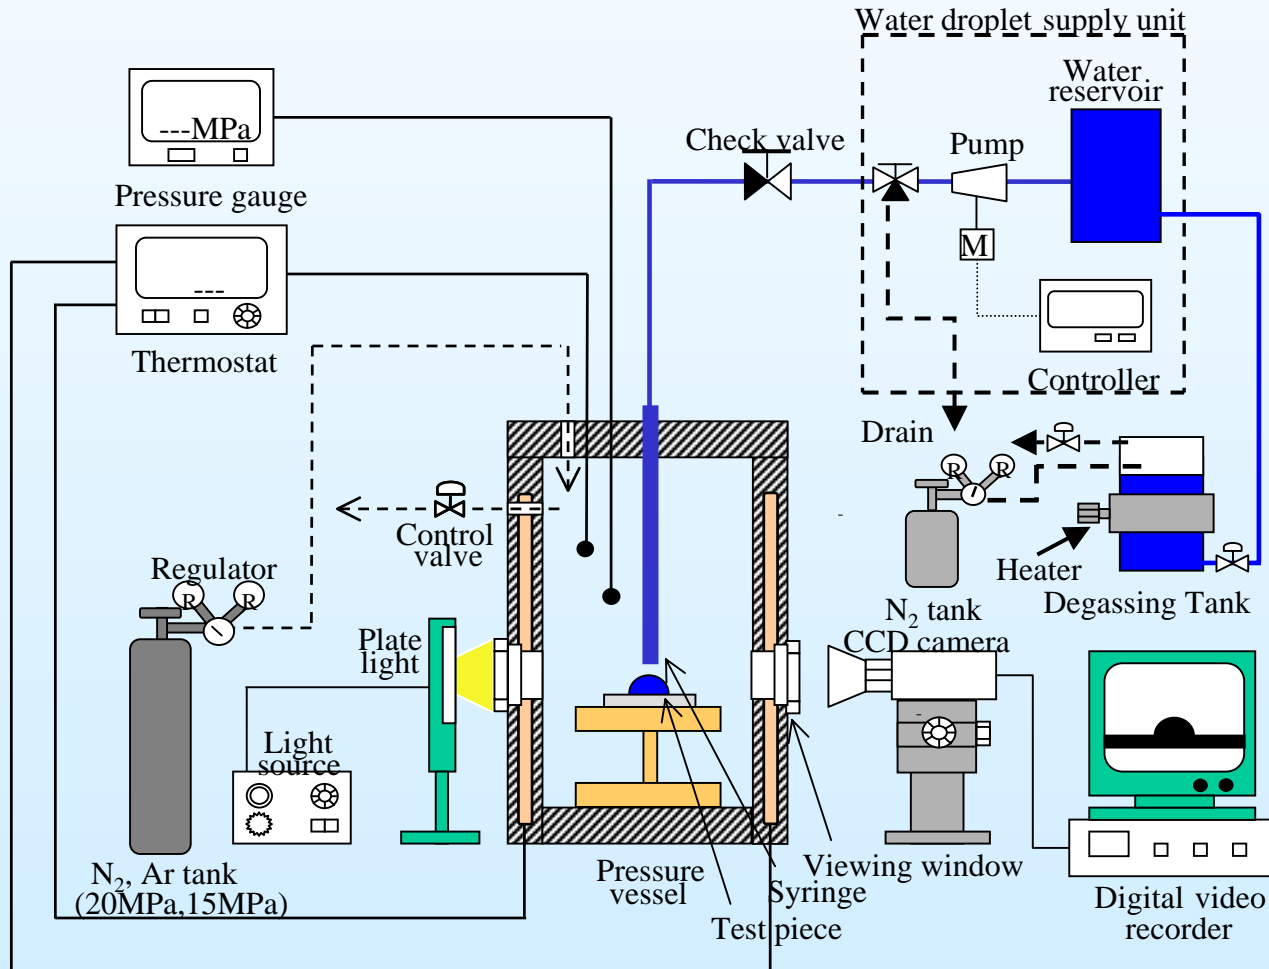 Water droplet supply unit
Water
reservoir
---MPa
Check valve
Pump
Pressure gauge
M
---
Thermostat
Controller
Drain
R
R
Control
valve
Heater
Regulator
R
R
N₂ tank
Degassing Tank
CCD camera
Plate
light
Light
source
N₂, Ar tank
(20MPa,15MPa)
Pressure
vessel
Viewing window
Syringe
Test piece
Digital video
recorder